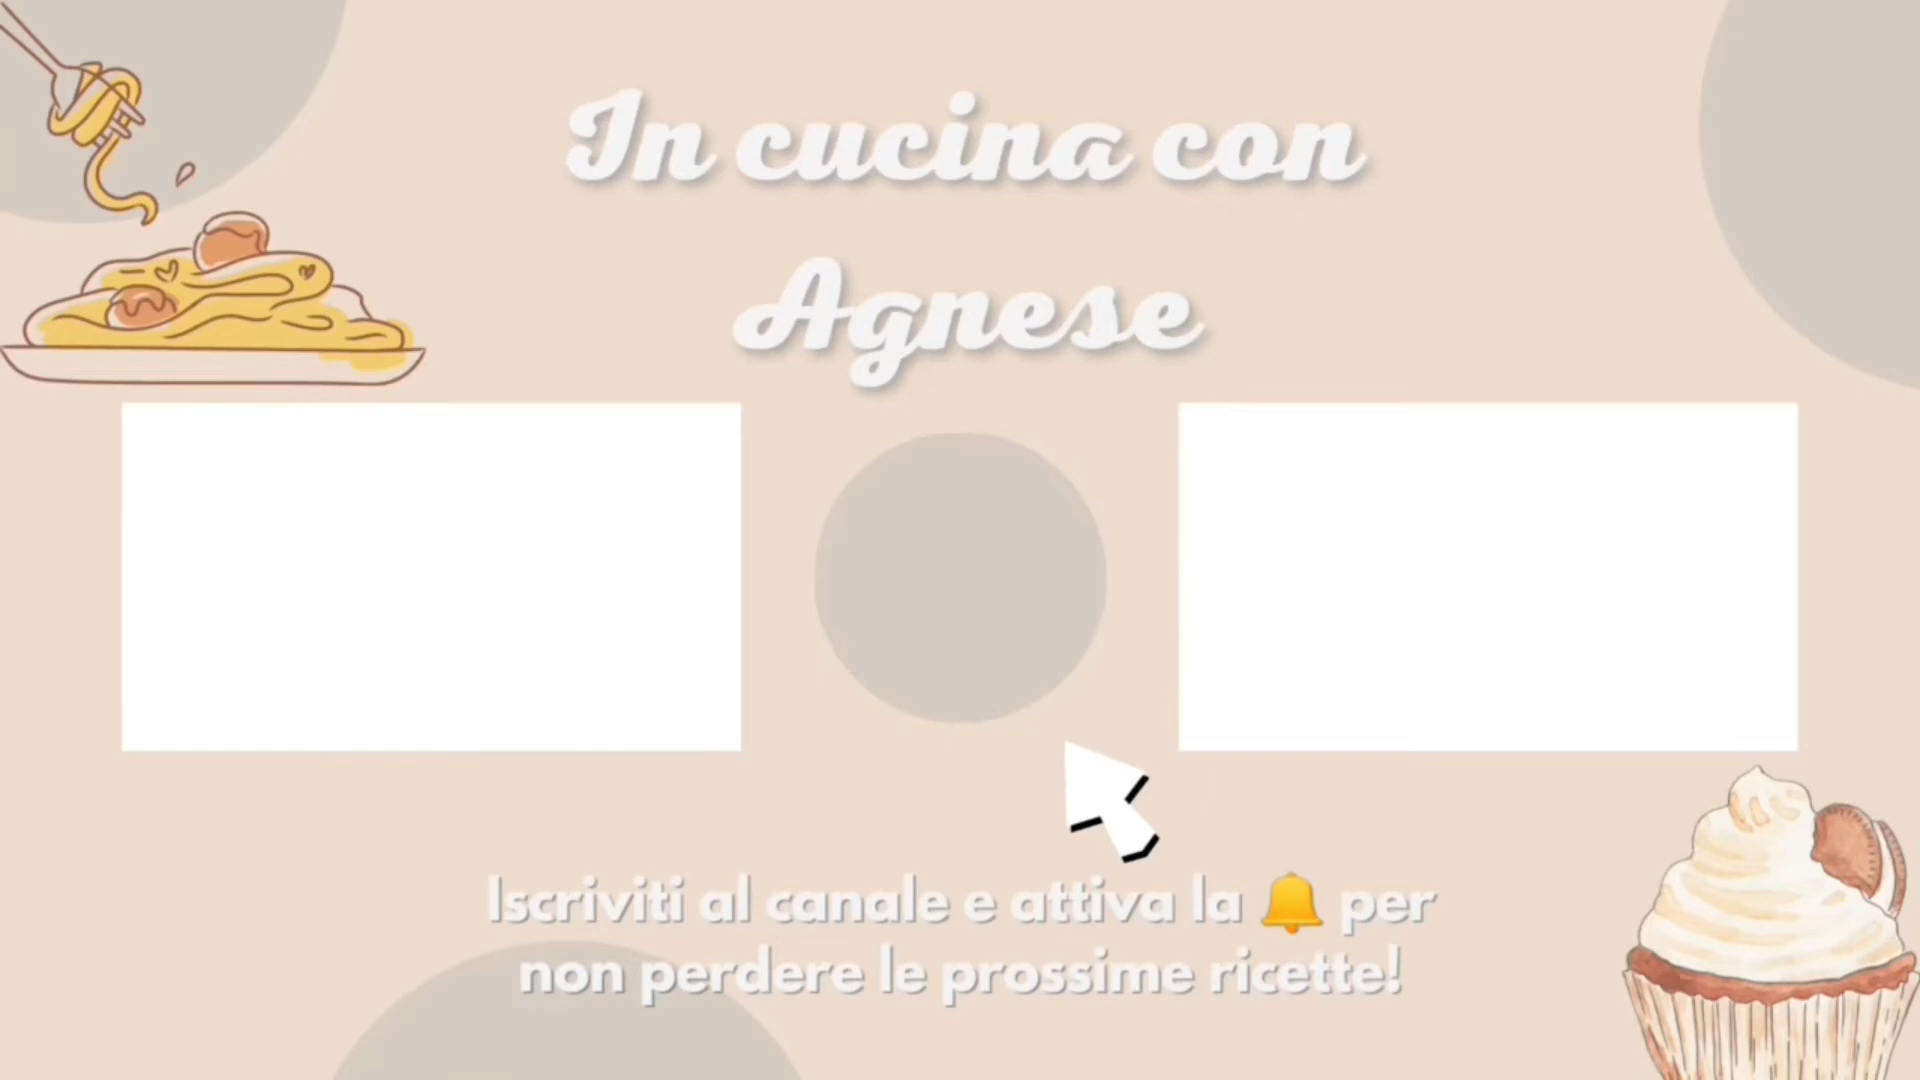 In cucina con
Agnese
Iscriviti al canale e attiva la 🔔 per
non perdere le prossime ricette!